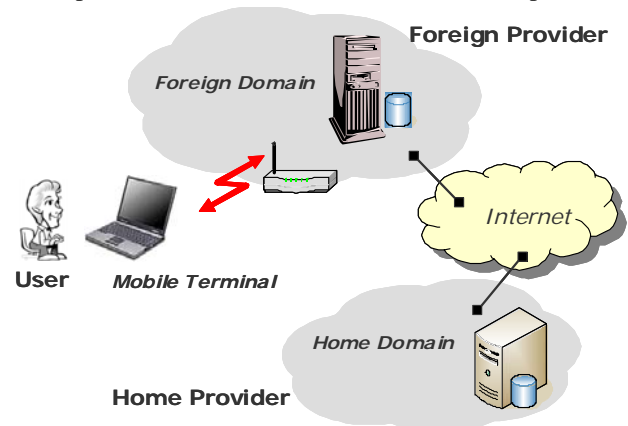 Foreign Provider
Foreign Domain
Internet
User
Mobile Terminal
Home Domain
Home Provider